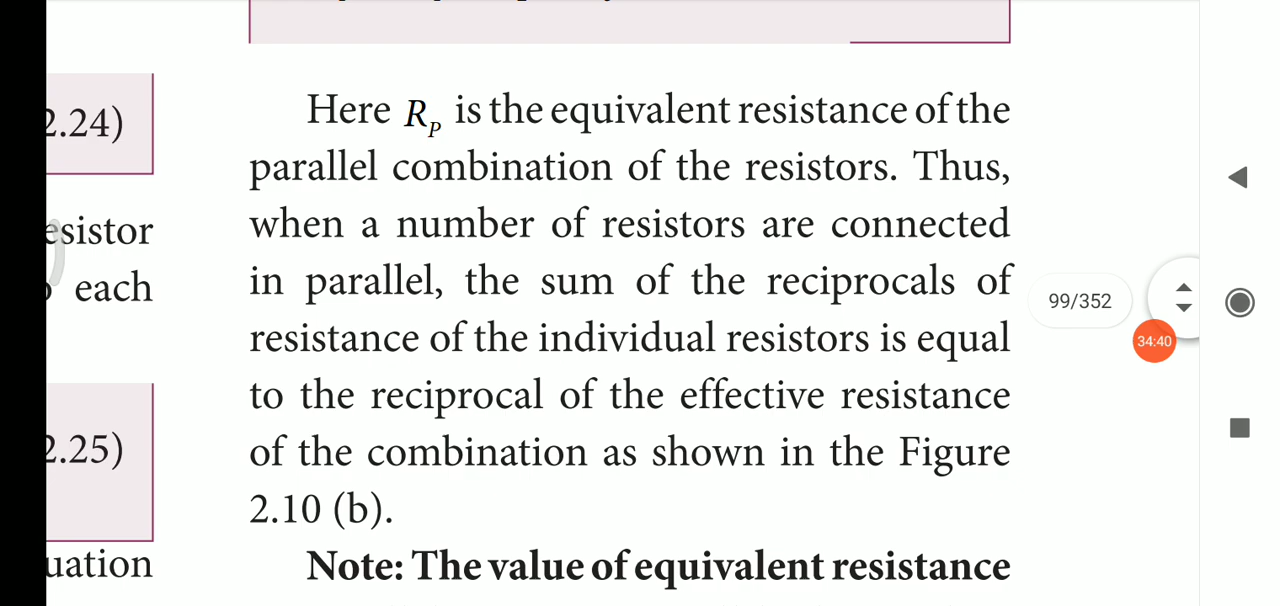 2.24)
esistor
each
2.25)
uation
Here R_P is the equivalent resistance of the
parallel combination of the resistors. Thus,
when a number of resistors are connected
in parallel, the sum of the reciprocals of
resistance of the individual resistors is equal
to the reciprocal of the effective resistance
of the combination as shown in the Figure
2.10 (b).
Note: The value of equivalent resistance
99/352
34:40